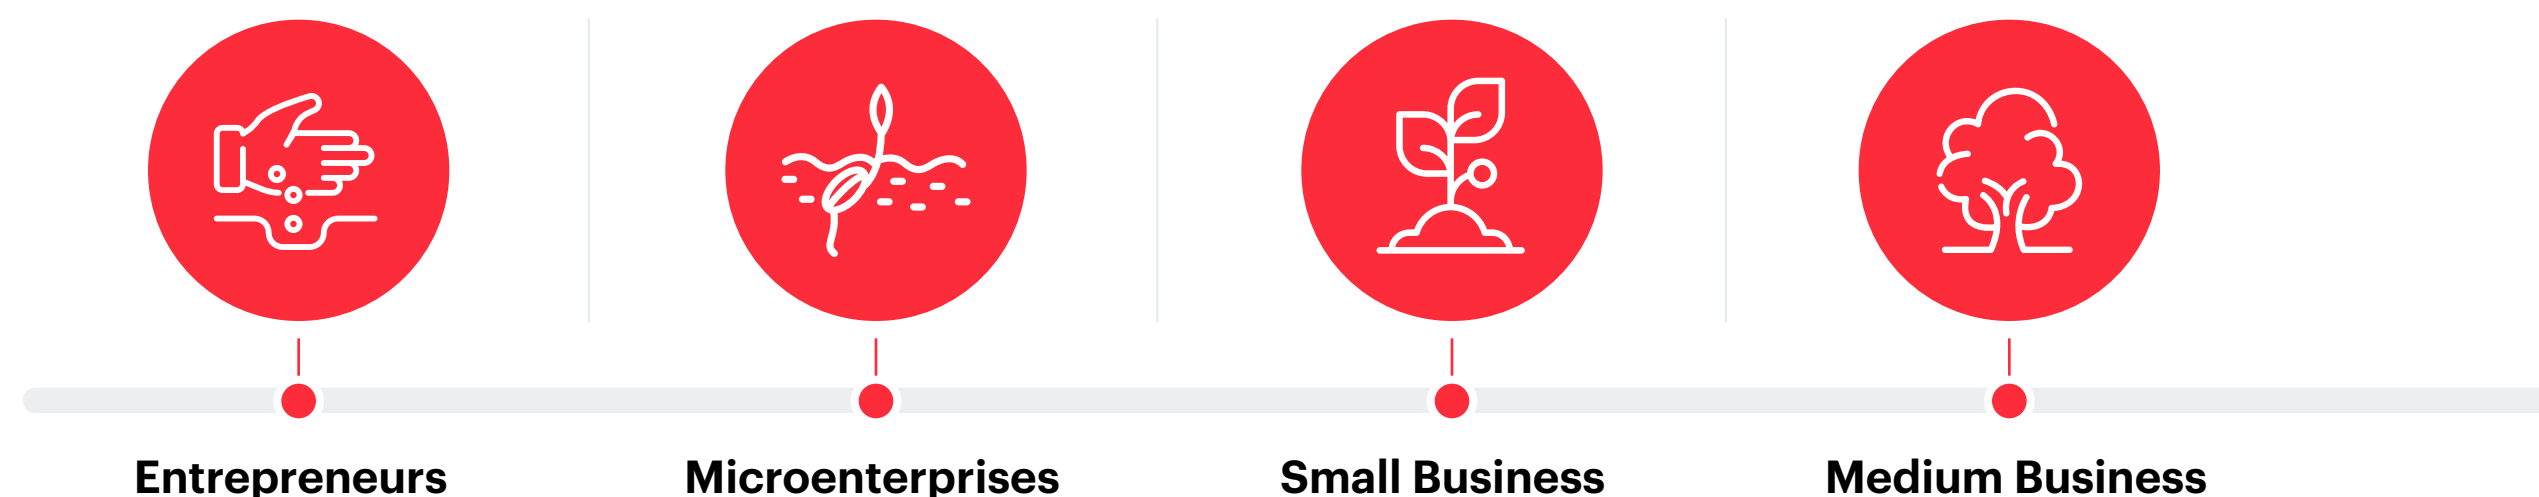 Entrepreneurs
Microenterprises
Small Business
Medium Business